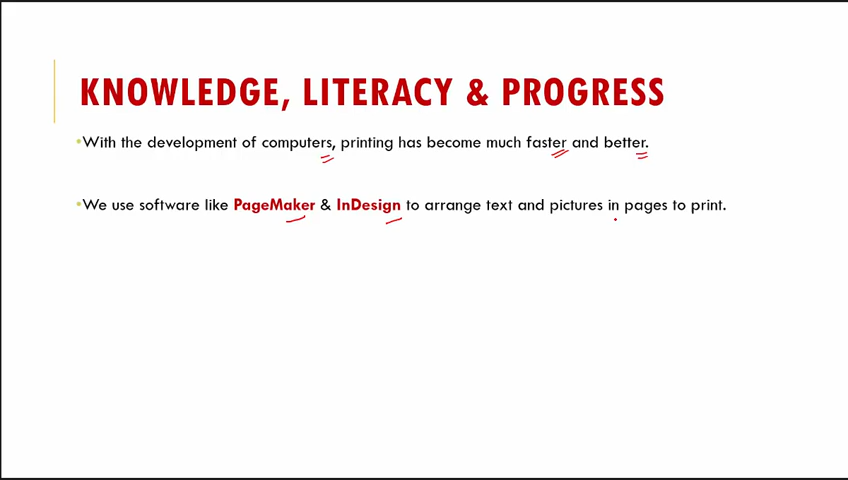 KNOWLEDGE, LITERACY & PROGRESS
•With the development of computers, printing has become much faster and better.
•We use software like PageMaker & InDesign to arrange text and pictures in pages to print.